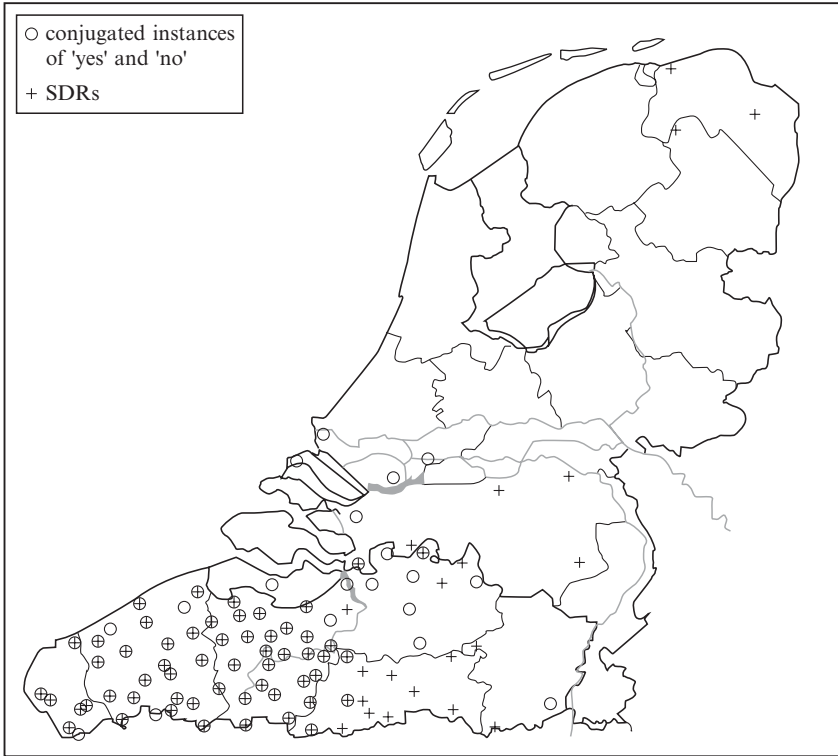 conjugated instances
of 'yes' and 'no'
SDRs